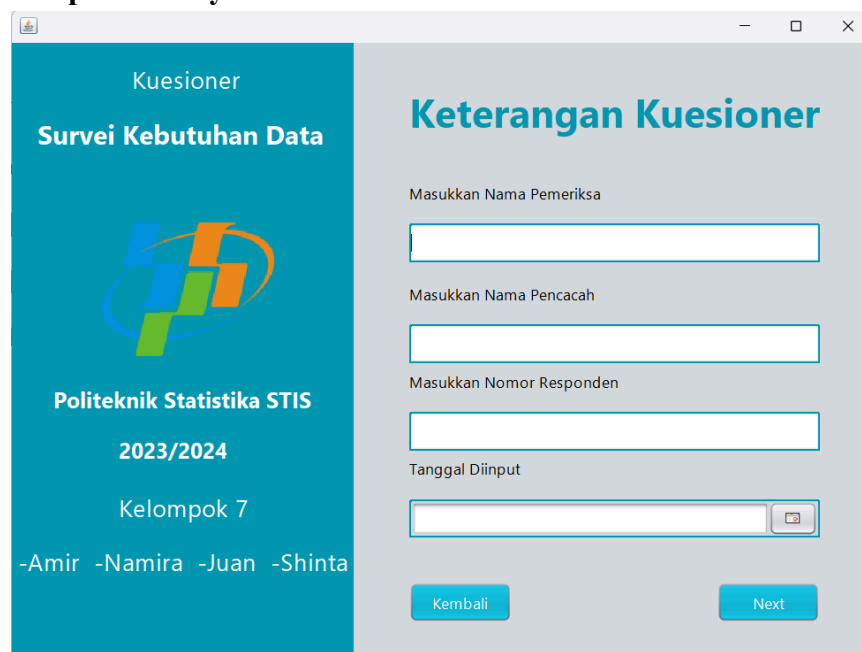 Kuesioner
Survei Kebutuhan Data
Politeknik Statistika STIS
2023/2024
Kelompok 7
-Amir -Namira -Juan -Shinta
Keterangan Kuesioner
Masukkan Nama Pemeriksa
Masukkan Nama Pencacah
Masukkan Nomor Responden
Tanggal Diinput
Kembali
Next